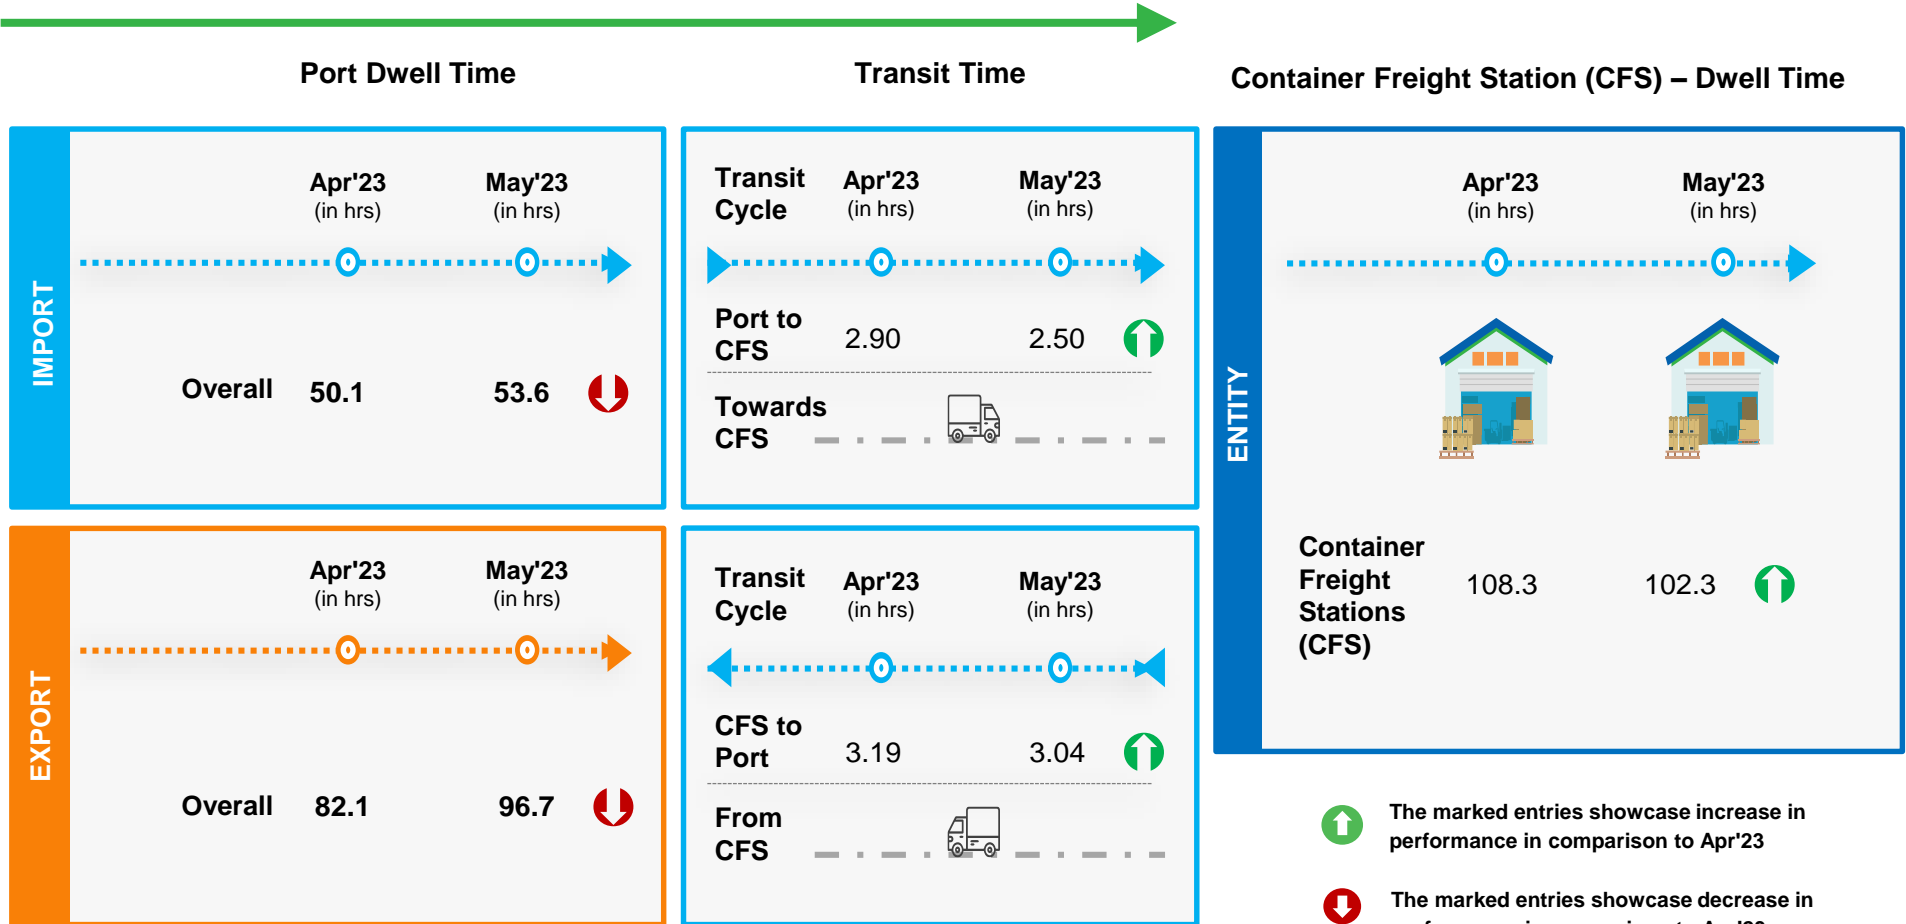 Port Dwell Time
Transit Time
Container Freight Station (CFS) – Dwell Time
IMPORT
Apr'23
(in hrs)
May'23
(in hrs)
Overall 50.1 53.6
Transit
Cycle
Apr'23
(in hrs)
May'23
(in hrs)
Port to
CFS
2.90 2.50
Towards
CFS
ENTITY
Apr'23
(in hrs)
May'23
(in hrs)
Container
Freight
Stations
(CFS)
108.3 102.3
EXPORT
Apr'23
(in hrs)
May'23
(in hrs)
Overall 82.1 96.7
Transit
Cycle
Apr'23
(in hrs)
May'23
(in hrs)
CFS to
Port
3.19 3.04
From
CFS
The marked entries showcase increase in
performance in comparison to Apr'23
The marked entries showcase decrease in